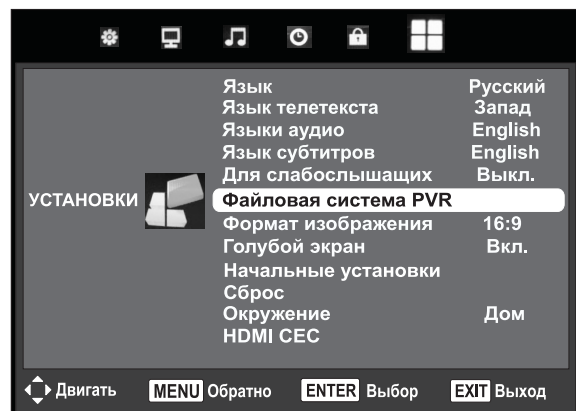 Язык Русский
Язык телетекста Запад
Языки аудио English
Язык субтитров English
Для слабослышащих Выкл.
УСТАНОВКИ Файловая система PVR
Формат изображения 16:9
Голубой экран Вкл.
Начальные установки
Сброс
Окружение Дом
HDMI CEC
Двигать MENU Обратно ENTER Выбор EXIT Выход